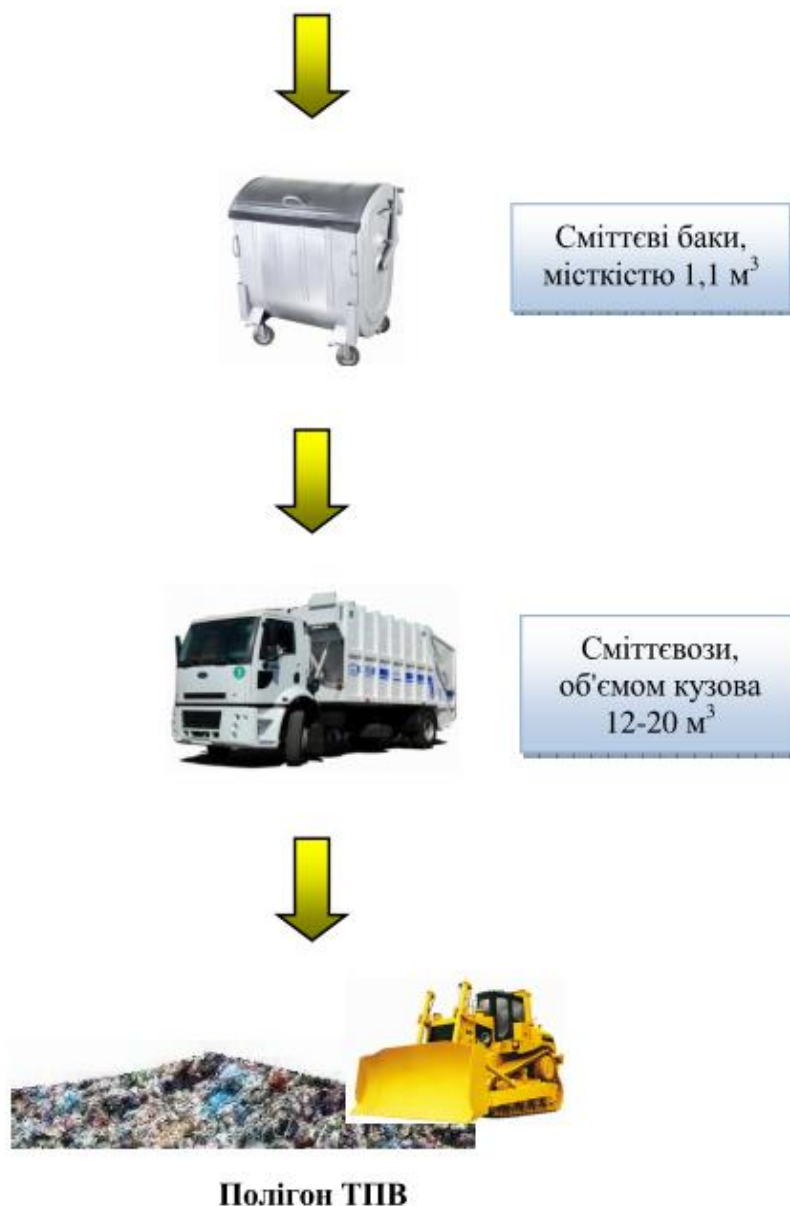 Сміттєві баки,
місткістю 1,1 м³
Сміттєвози,
об'ємом кузова
12-20 м³
Полігон ТПВ